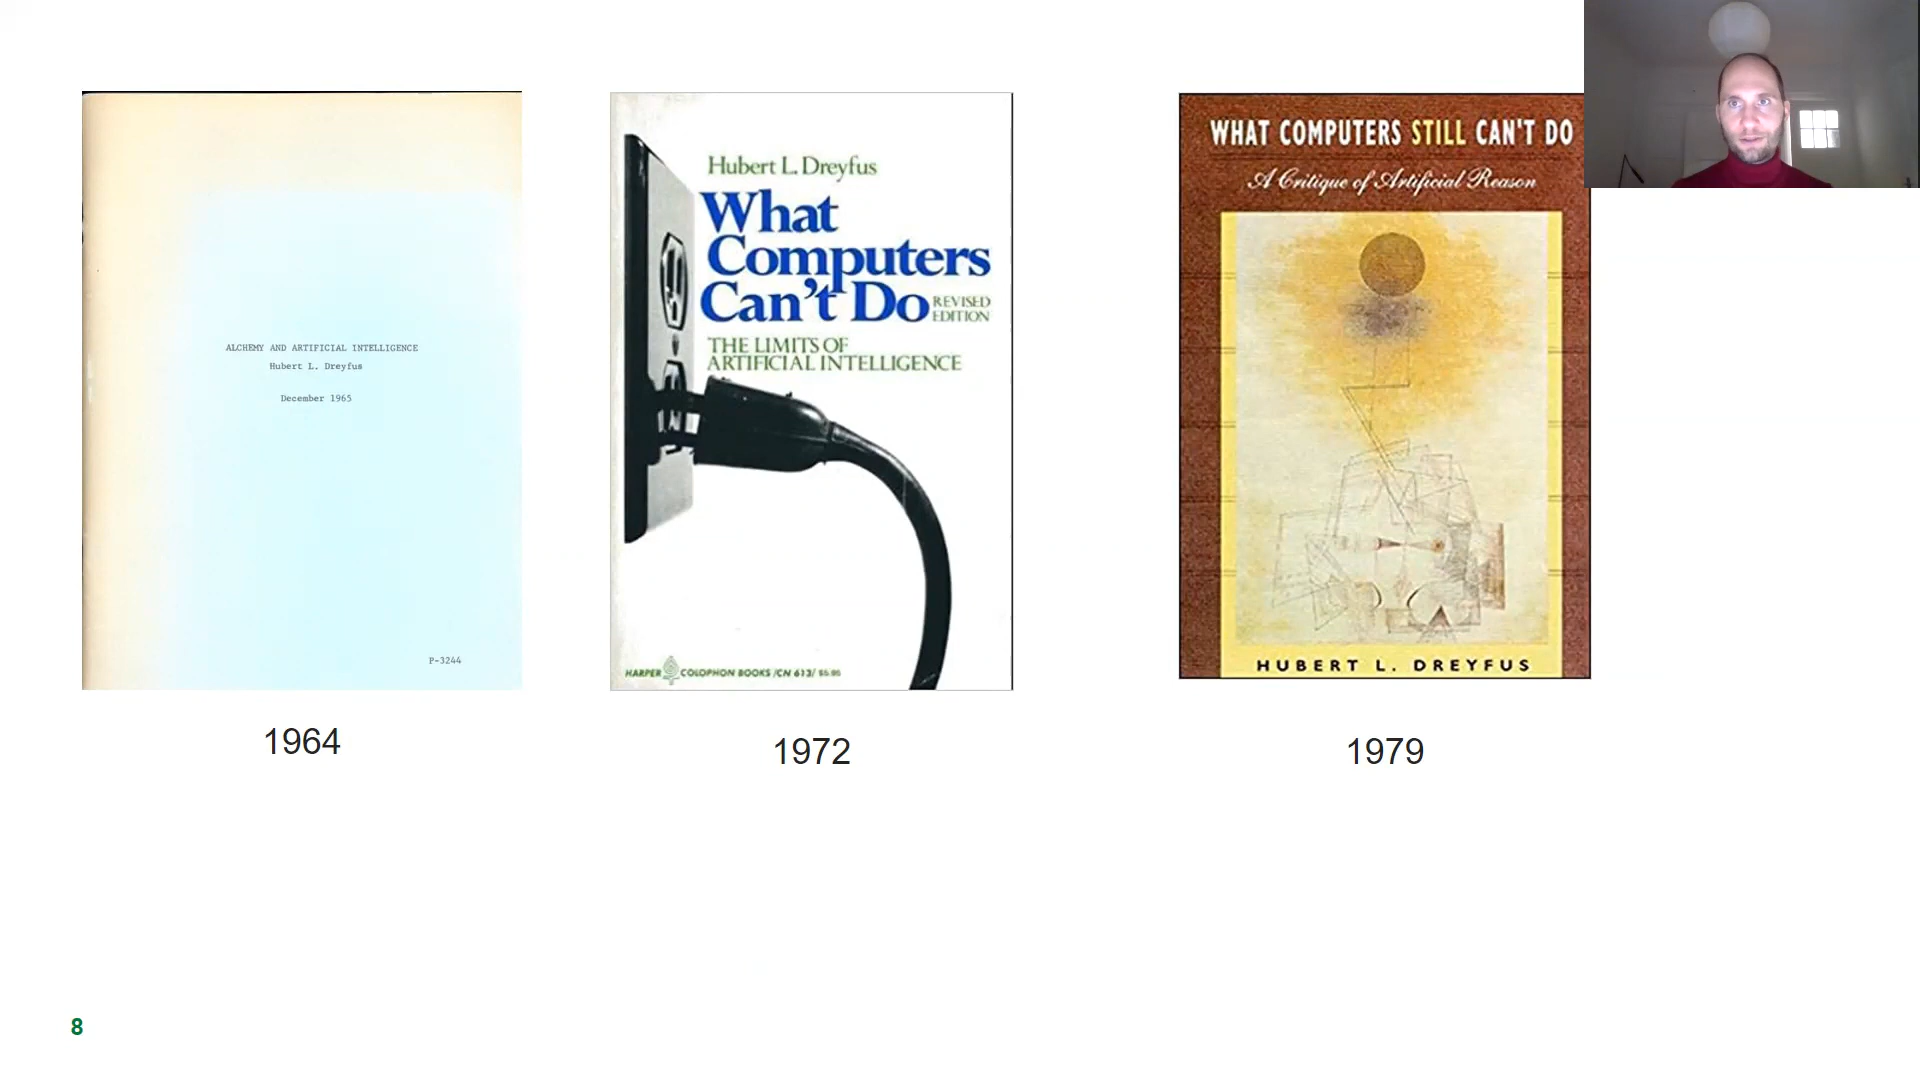 ALCHEMY AND ARTIFICIAL INTELLIGENCE
Hubert L. Dreyfus
December 1965
P-3244
1964
Hubert L. Dreyfus
What
Computers
Can't Do REVISED EDITION
THE LIMITS OF
ARTIFICIAL INTELLIGENCE
HARPER COLOPHON BOOKS /CN 613/ $5.95
1972
WHAT COMPUTERS STILL CAN'T DO
A Critique of Artificial Reason
HUBERT L. DREYFUS
1979
8